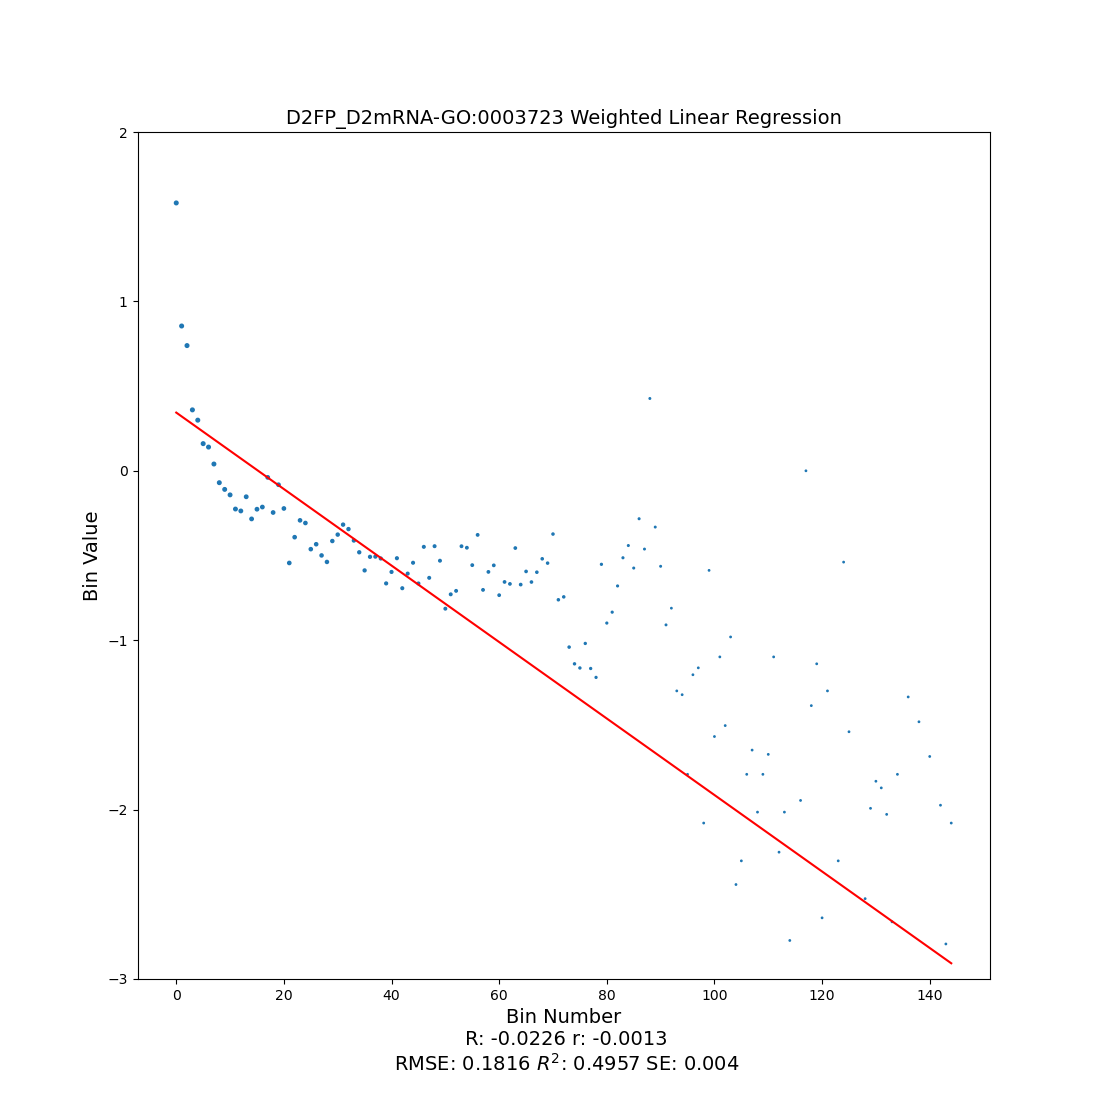 D2FP_D2mRNA-GO:0003723 Weighted Linear Regression
2
1
0
−1
−2
−3
Bin Value
0 20 40 60 80 100 120 140
Bin Number
R: -0.0226 r: -0.0013
RMSE: 0.1816 R²: 0.4957 SE: 0.004